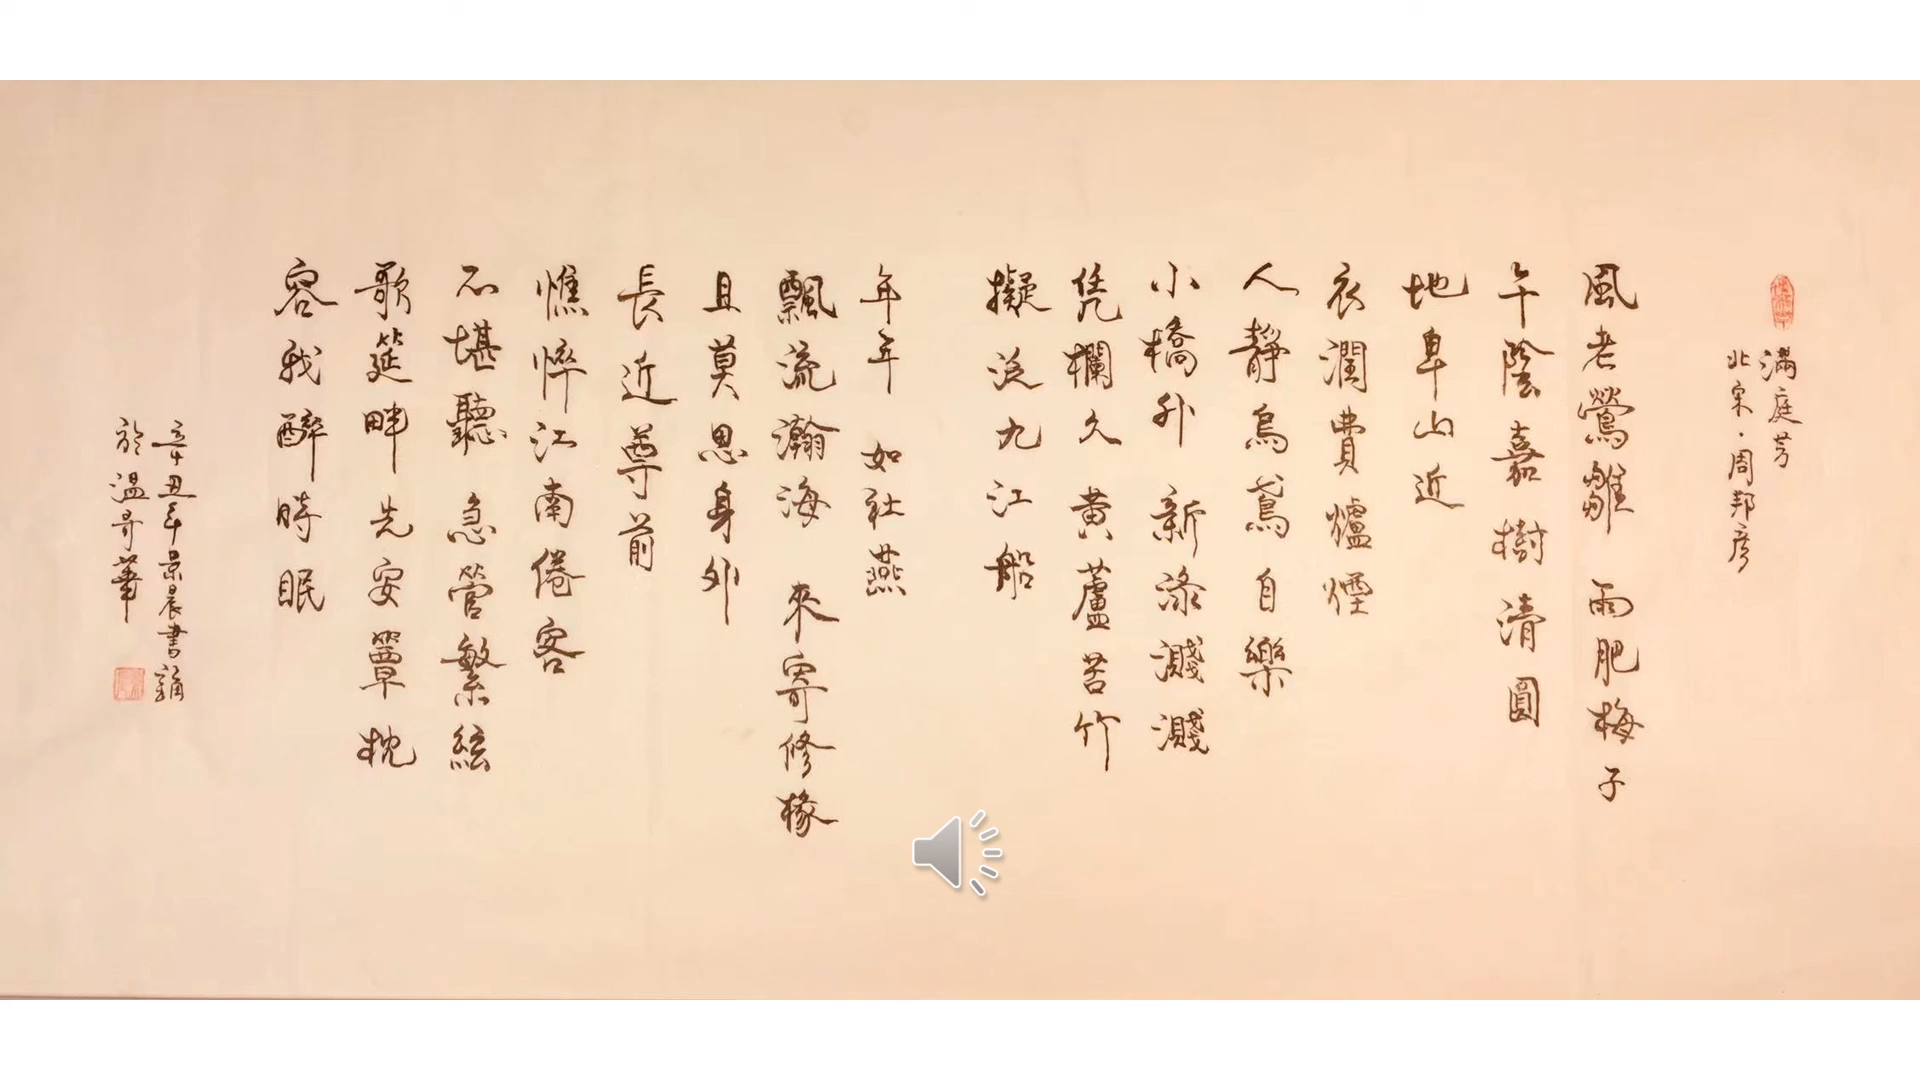 滿庭芳
北宋·周邦彥
風老鶯雛 雨肥梅子
午陰嘉樹清圓
地卑山近
衣潤費爐煙
人靜烏鳶自樂
小橋外 新淥濺濺
凭欄久 黃蘆苦竹
擬泛九江船
年年 如社燕
飄流瀚海 來寄修椽
且莫思身外
長近尊前
憔悴江南倦客
不堪聽 急管繁絃
歌筵畔 先安簟枕
容我醉時眠
辛丑年景晨書誦
於溫哥華